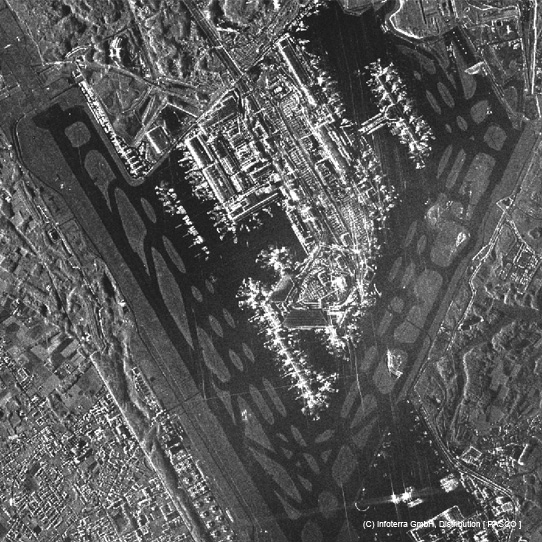 (C) Infoterra GmbH, Distribution [ PASCO ]